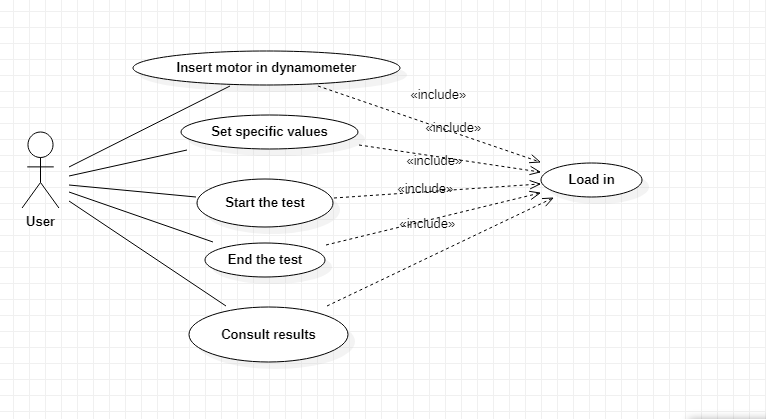 Insert motor in dynamometer
«include»
Set specific values
«include»
«include»
Load in
Start the test
«include»
User
«include»
End the test
Consult results